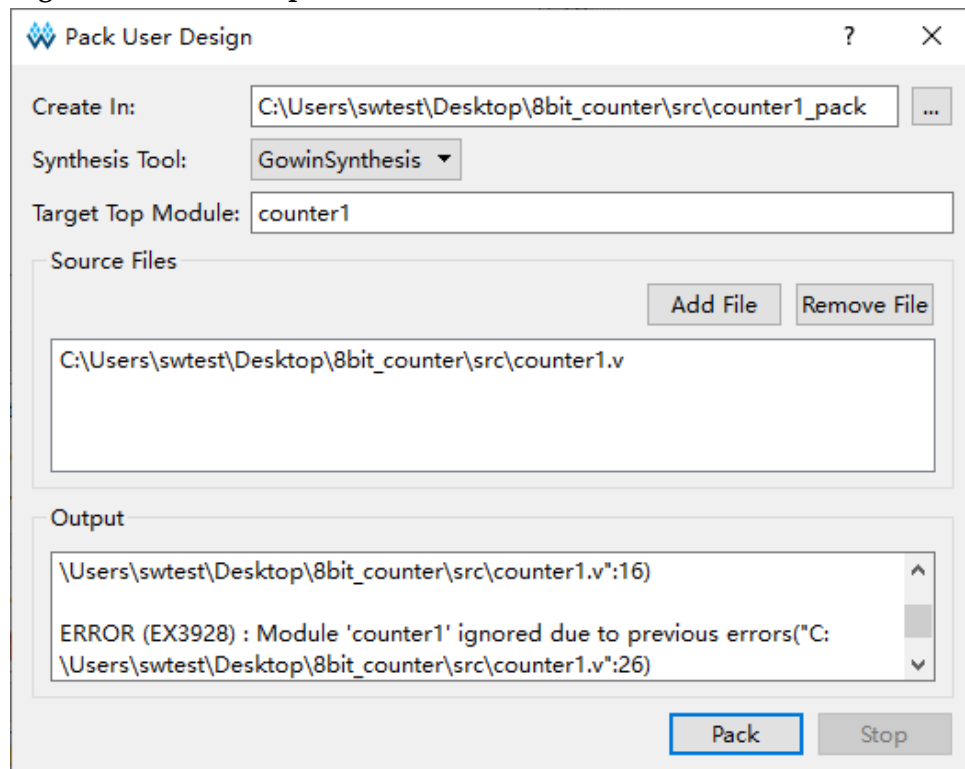 Pack User Design
?
Create In:
C:\Users\swtest\Desktop\8bit_counter\src\counter1_pack
...
Synthesis Tool:
GowinSynthesis
Target Top Module:
counter1
Source Files
Add File
Remove File
C:\Users\swtest\Desktop\8bit_counter\src\counter1.v
Output
\Users\swtest\Desktop\8bit_counter\src\counter1.v":16)
ERROR (EX3928) : Module 'counter1' ignored due to previous errors("C:
\Users\swtest\Desktop\8bit_counter\src\counter1.v":26)
Pack
Stop